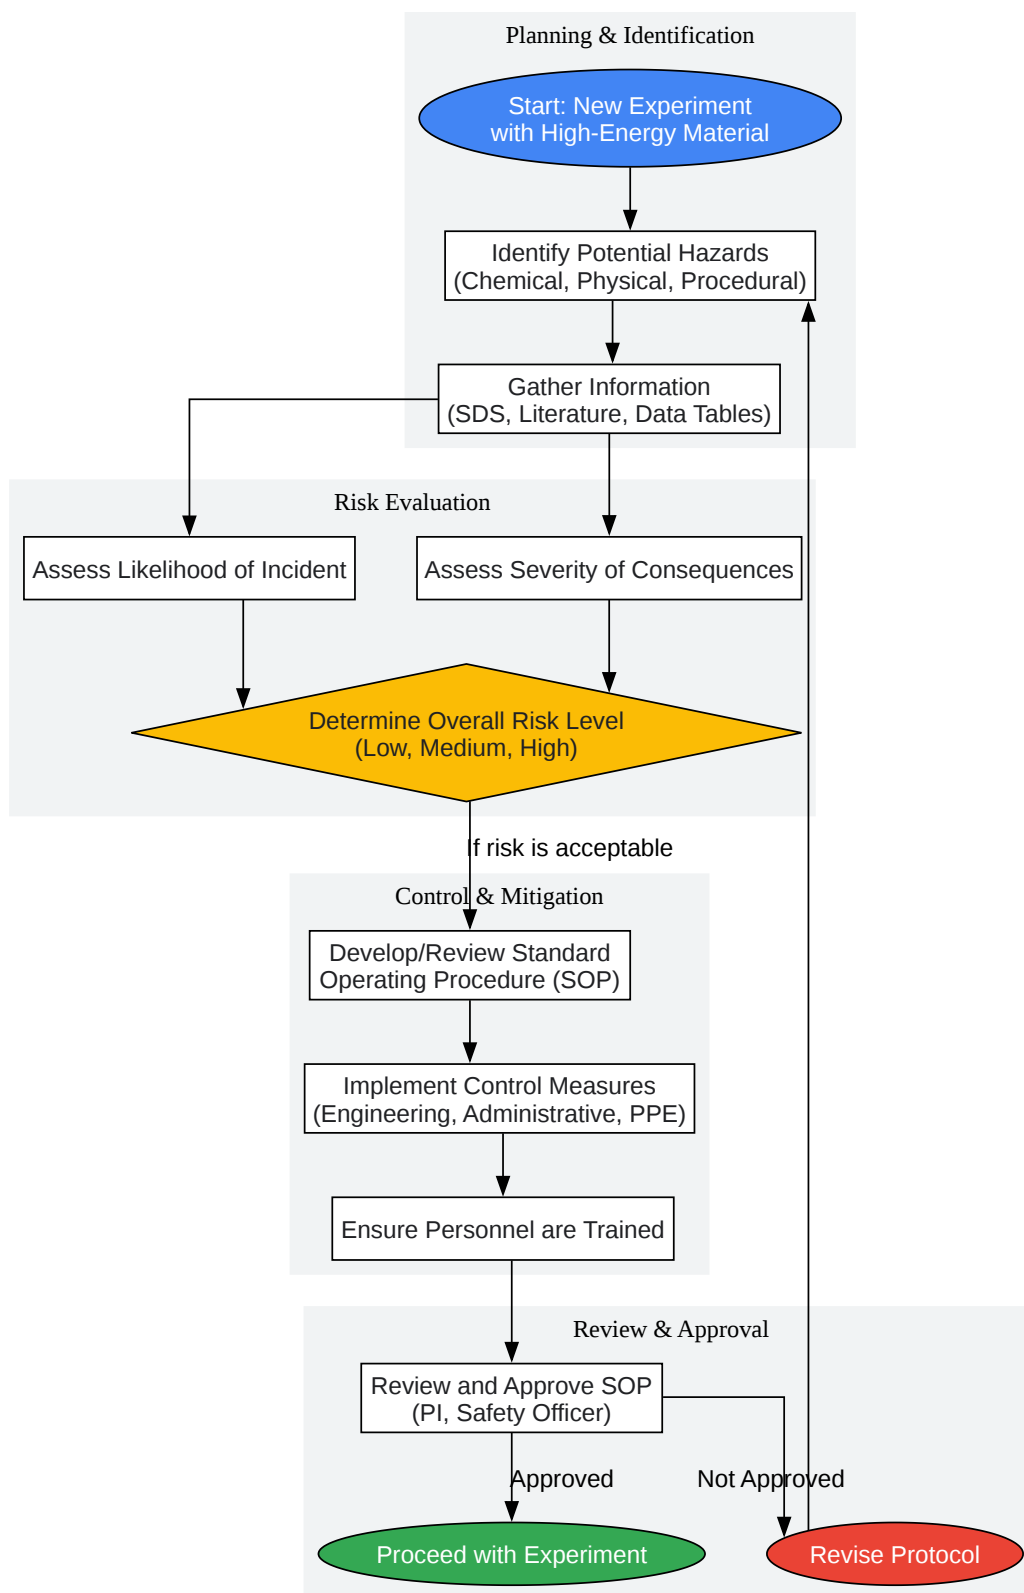 Planning & Identification
Start: New Experiment
with High-Energy Material
Identify Potential Hazards
(Chemical, Physical, Procedural)
Gather Information
(SDS, Literature, Data Tables)
Risk Evaluation
Assess Likelihood of Incident
Assess Severity of Consequences
Determine Overall Risk Level
(Low, Medium, High)
If risk is acceptable
Control & Mitigation
Develop/Review Standard
Operating Procedure (SOP)
Implement Control Measures
(Engineering, Administrative, PPE)
Ensure Personnel are Trained
Review & Approval
Review and Approve SOP
(PI, Safety Officer)
Approved
Not Approved
Proceed with Experiment
Revise Protocol